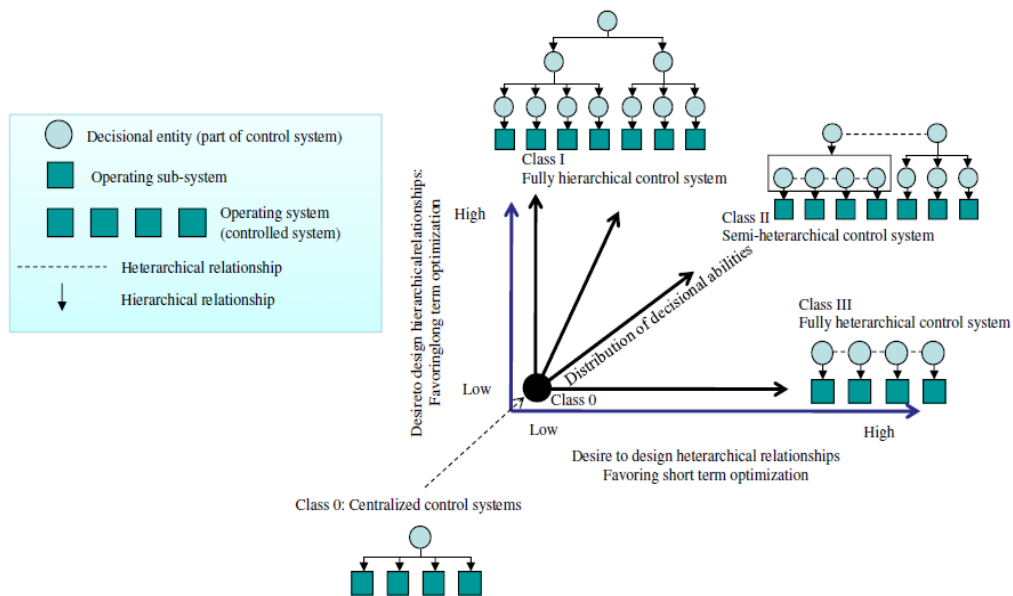 Decisional entity (part of control system)
Operating sub-system
Operating system
(controlled system)
Heterarchical relationship
Hierarchical relationship
Class I
Fully hierarchical control system
Class II
Semi-heterarchical control system
Class III
Fully heterarchical control system
Desireto design hierarchicalrelationships:
Favoringlong term optimization
High
Low
Distribution of decisional abilities
Class 0
Low
High
Desire to design heterarchical relationships
Favoring short term optimization
Class 0: Centralized control systems